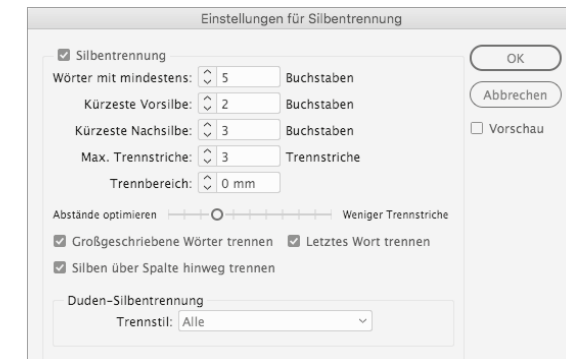 Einstellungen für Silbentrennung
Silbentrennung
Wörter mit mindestens: 5 Buchstaben
Kürzeste Vorsilbe: 2 Buchstaben
Kürzeste Nachsilbe: 3 Buchstaben
Max. Trennstriche: 3 Trennstriche
Trennbereich: 0 mm
Abstände optimieren Weniger Trennstriche
Großgeschriebene Wörter trennen Letztes Wort trennen
Silben über Spalte hinweg trennen
Duden-Silbentrennung
Trennstil: Alle
OK
Abbrechen
Vorschau